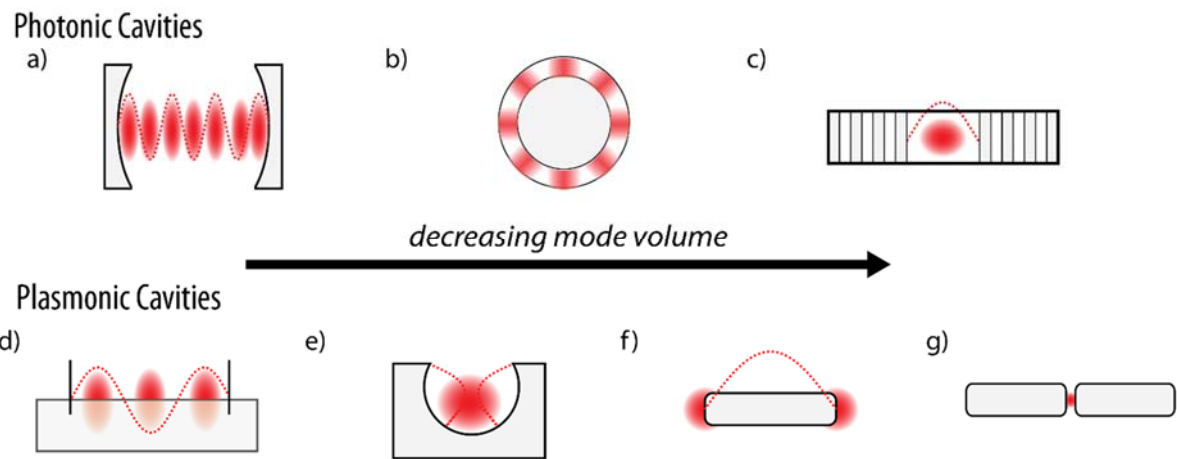 Photonic Cavities
a) b) c)
decreasing mode volume
Plasmonic Cavities
d) e) f) g)